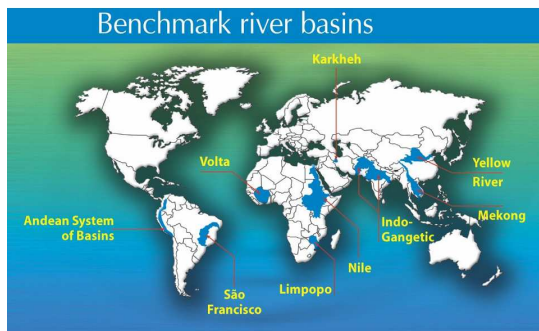 Benchmark river basins
Karkheh
Volta
Yellow
River
Andean System
of Basins
Mekong
Indo-
Gangetic
Nile
Limpopo
São
Francisco